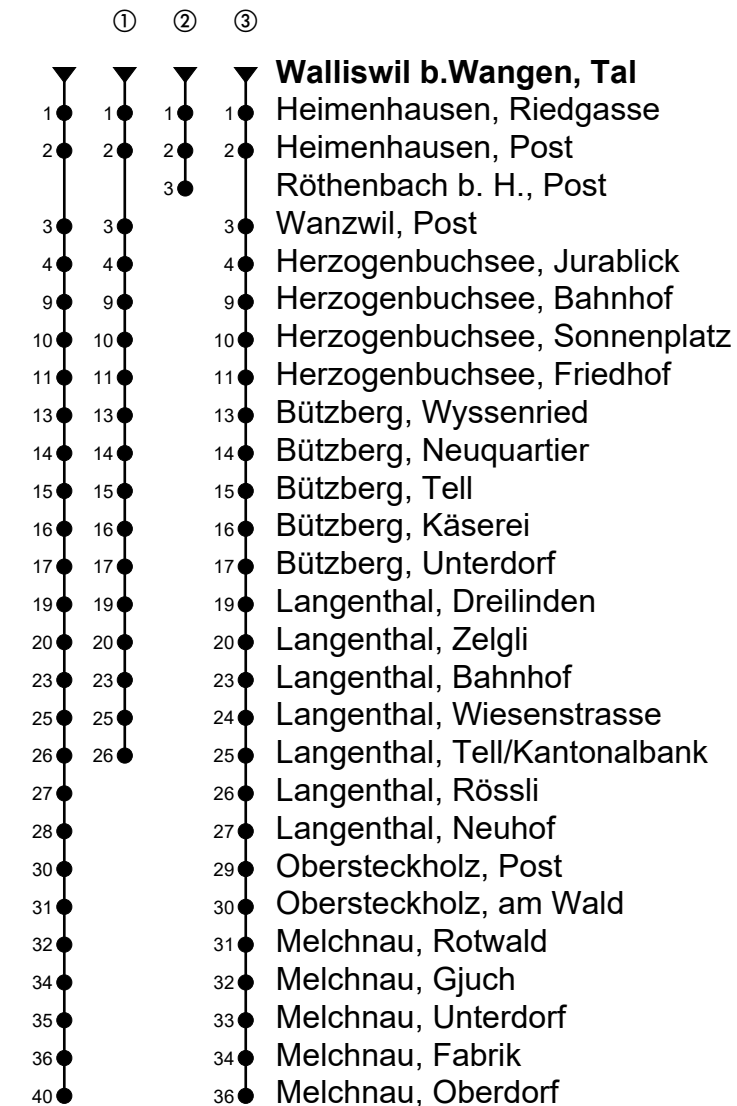 ① ② ③
Walliswil b.Wangen, Tal
1 1 1 1 Heimenhausen, Riedgasse
2 2 2 2 Heimenhausen, Post
3 Röthenbach b. H., Post
3 3 3 Wanzwil, Post
4 4 4 Herzogenbuchsee, Jurablick
9 9 9 Herzogenbuchsee, Bahnhof
10 10 10 Herzogenbuchsee, Sonnenplatz
11 11 11 Herzogenbuchsee, Friedhof
13 13 13 Bützberg, Wyssenried
14 14 14 Bützberg, Neuquartier
15 15 15 Bützberg, Tell
16 16 16 Bützberg, Käserei
17 17 17 Bützberg, Unterdorf
19 19 19 Langenthal, Dreilinden
20 20 20 Langenthal, Zelgli
23 23 23 Langenthal, Bahnhof
25 25 24 Langenthal, Wiesenstrasse
26 26 25 Langenthal, Tell/Kantonalbank
27 26 Langenthal, Rössli
28 27 Langenthal, Neuhof
30 29 Obersteckholz, Post
31 30 Obersteckholz, am Wald
32 31 Melchnau, Rotwald
34 32 Melchnau, Gjuch
35 33 Melchnau, Unterdorf
36 34 Melchnau, Fabrik
40 36 Melchnau, Oberdorf